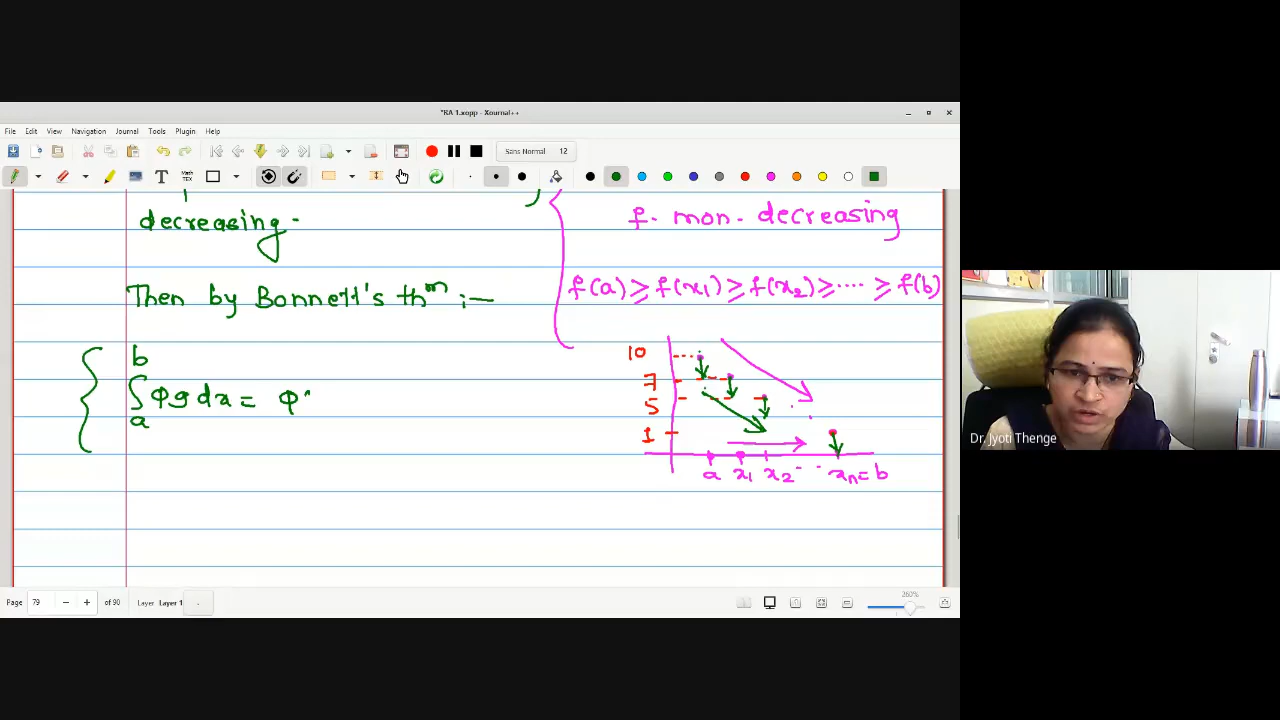 *RA 1.xopp - Xournal++
File Edit View Navigation Journal Tools Plugin Help
Sans Normal 12
decreasing.
Then by Bonnett's thm :-
b
∫ φg dx = φ
a
f. mon. decreasing
f(a) ≥ f(x1) ≥ f(x2) ≥ .... ≥ f(b)
10
7
5
1
a x1 x2 - - .. xn = b
Dr. Jyoti Thenge
Page 79 of 90 Layer Layer 1
260%